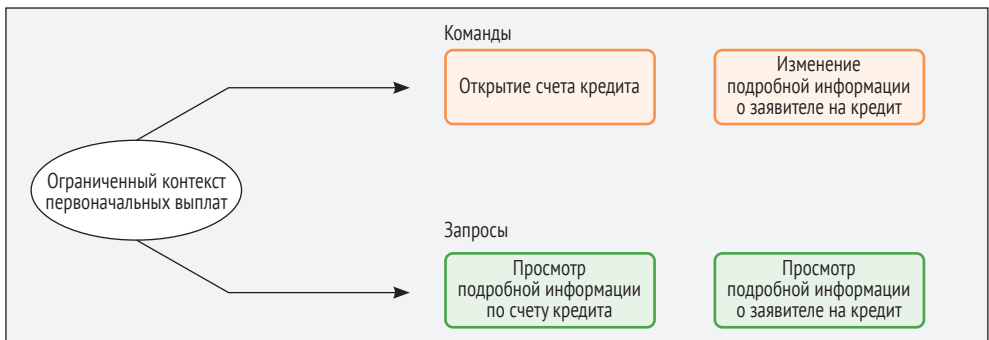 Команды
Открытие счета кредита
Изменение
подробной информации
о заявителе на кредит
Ограниченный контекст
первоначальных выплат
Запросы
Просмотр
подробной информации
по счету кредита
Просмотр
подробной информации
о заявителе на кредит